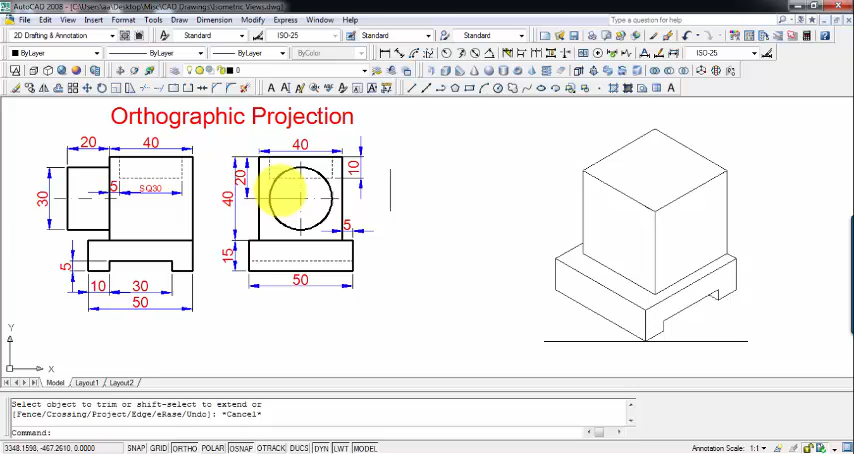 AutoCAD 2008 - [C:\Users\aa\Desktop\Misc\CAD Drawings\Isometric Views.dwg]
File Edit View Insert Format Tools Draw Dimension Modify Express Window Help
Type a question for help
2D Drafting & Annotation Standard ISO-25 Standard Standard
ByLayer ByLayer ByLayer ByColor ISO-25
0
Orthographic Projection
20 40 40
10
5 SQ30 20
30 40
5
5 15
10 30 50
50
Y
X
Model Layout1 Layout2
Select object to trim or shift-select to extend or
[Fence/Crossing/Project/Edge/eRase/Undo]: *Cancel*
Command:
3348.1598, -467.2610, 0.0000 SNAP GRID ORTHO POLAR OSNAP OTRACK DUCS DYN LWT MODEL Annotation Scale: 1:1